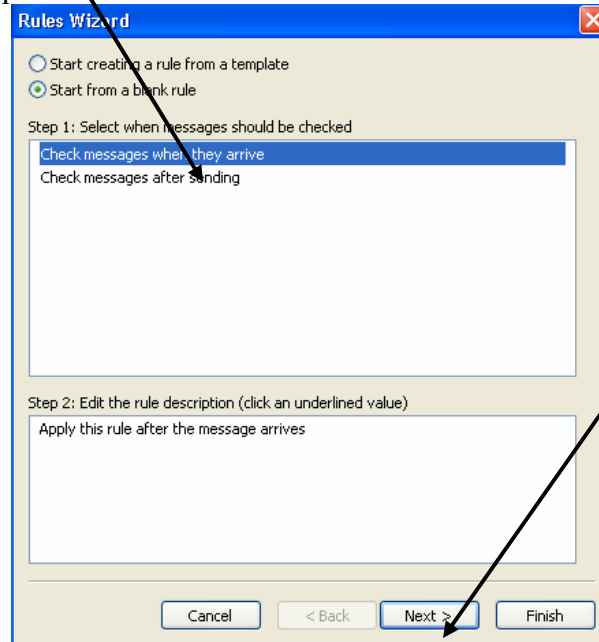 Rules Wizard
Start creating a rule from a template
Start from a blank rule
Step 1: Select when messages should be checked
Check messages when they arrive
Check messages after sending
Step 2: Edit the rule description (click an underlined value)
Apply this rule after the message arrives
Cancel
< Back
Next >
Finish